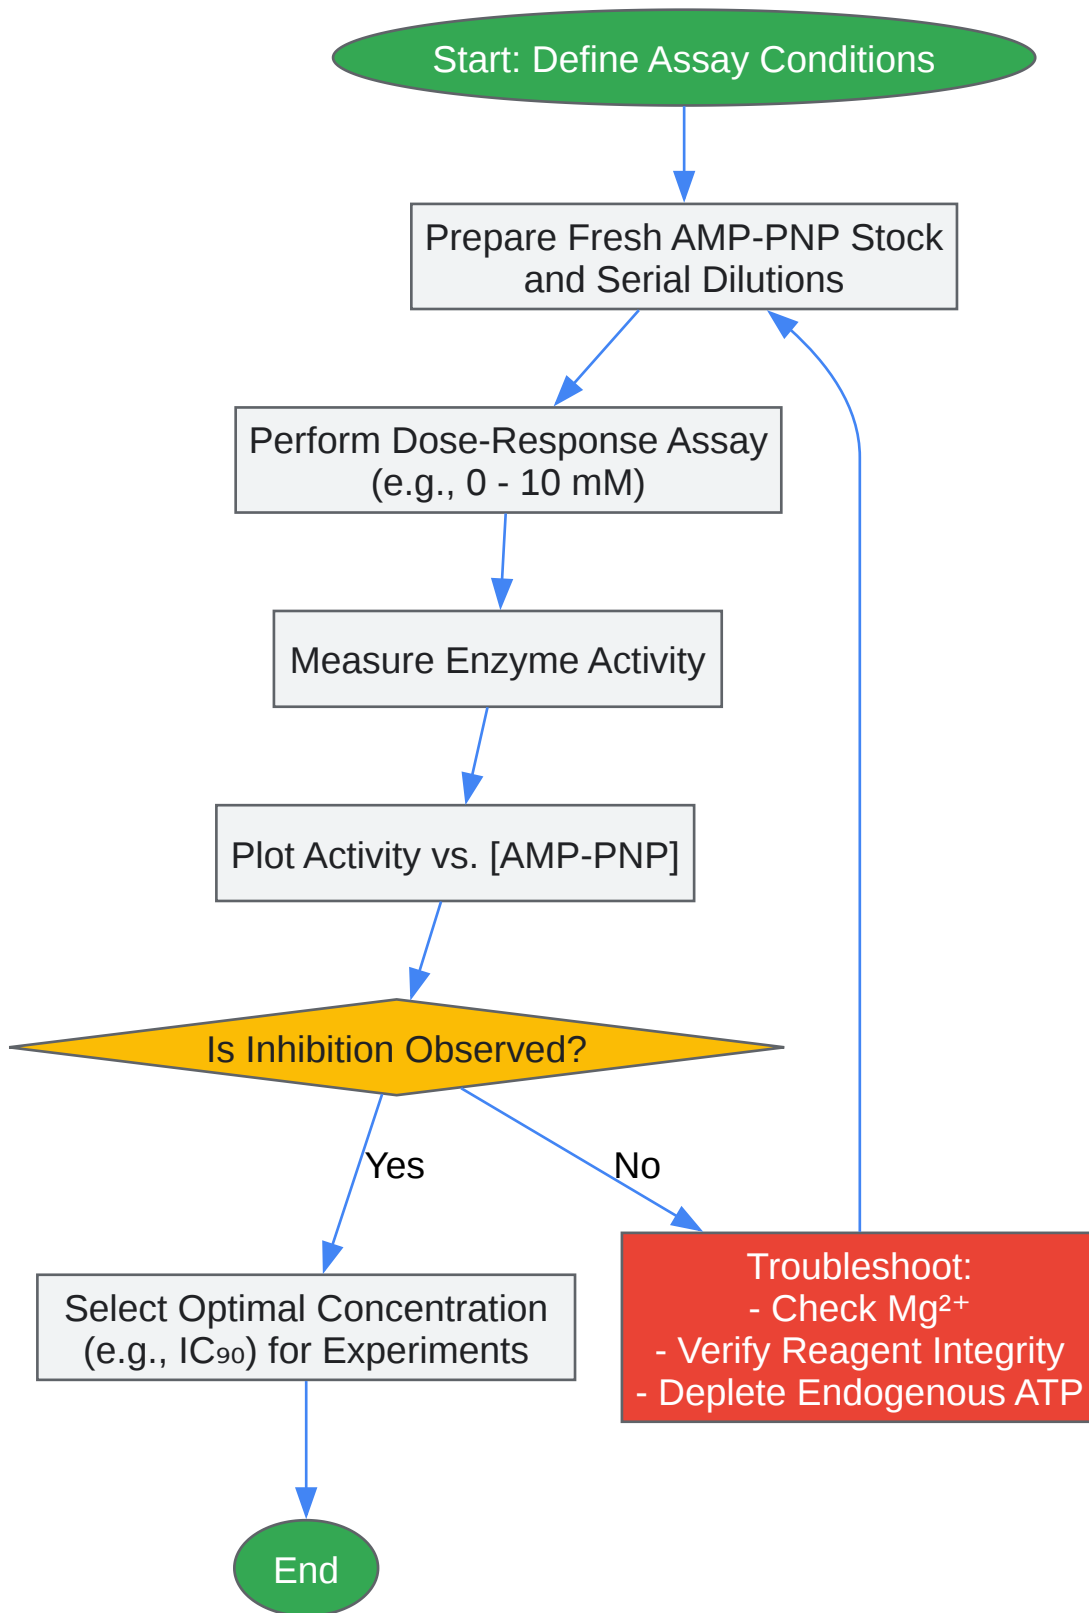 Start: Define Assay Conditions
Prepare Fresh AMP-PNP Stock
and Serial Dilutions
Perform Dose-Response Assay
(e.g., 0 - 10 mM)
Measure Enzyme Activity
Plot Activity vs. [AMP-PNP]
Is Inhibition Observed?
Yes
No
Select Optimal Concentration
(e.g., IC₉₀) for Experiments
Troubleshoot:
- Check Mg²⁺
- Verify Reagent Integrity
- Deplete Endogenous ATP
End